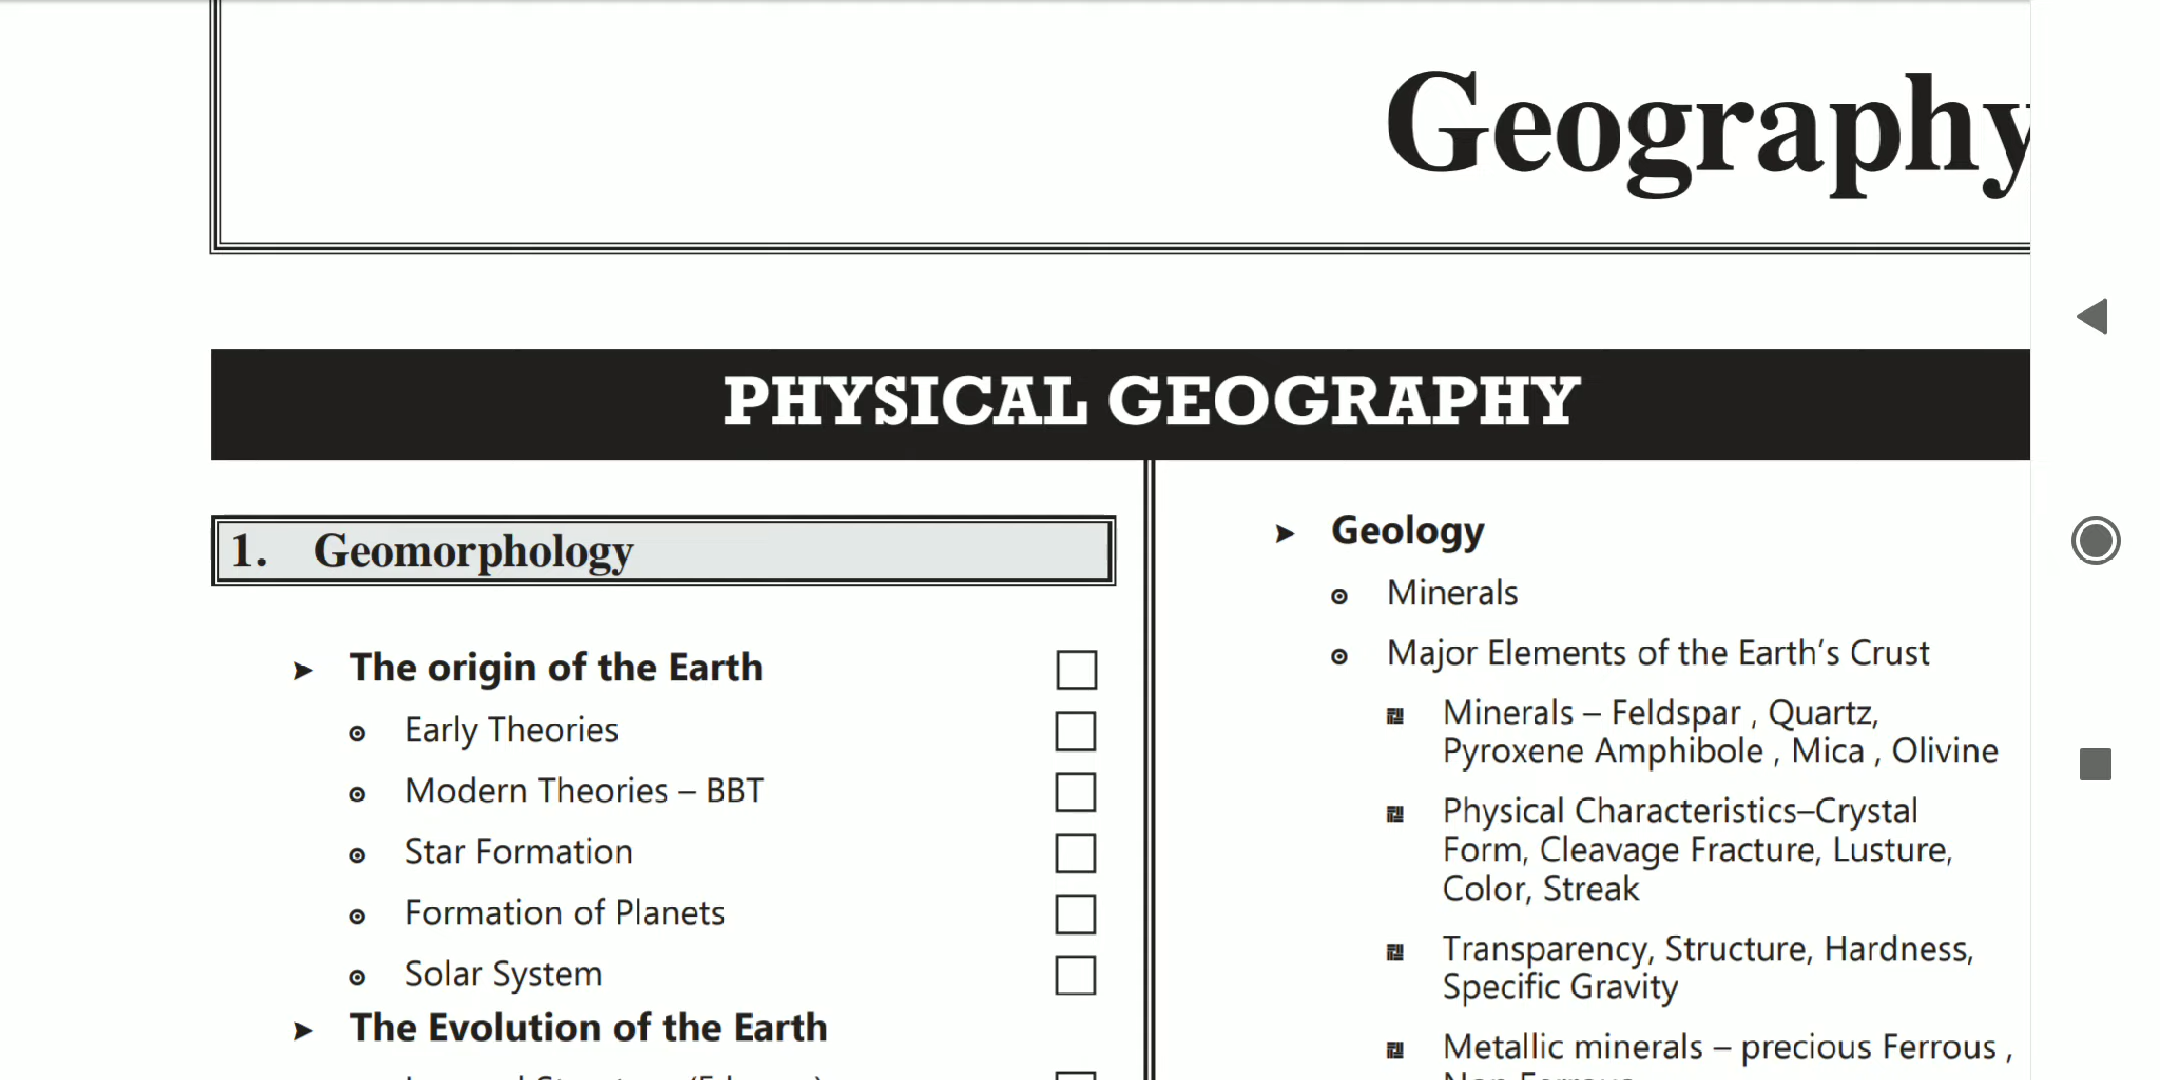 Geography
PHYSICAL GEOGRAPHY
1. Geomorphology
➤ The origin of the Earth
Early Theories
Modern Theories – BBT
Star Formation
Formation of Planets
Solar System
➤ The Evolution of the Earth
➤ Geology
Minerals
Major Elements of the Earth's Crust
Minerals – Feldspar , Quartz,
Pyroxene Amphibole , Mica , Olivine
Physical Characteristics–Crystal
Form, Cleavage Fracture, Lusture,
Color, Streak
Transparency, Structure, Hardness,
Specific Gravity
Metallic minerals – precious Ferrous ,